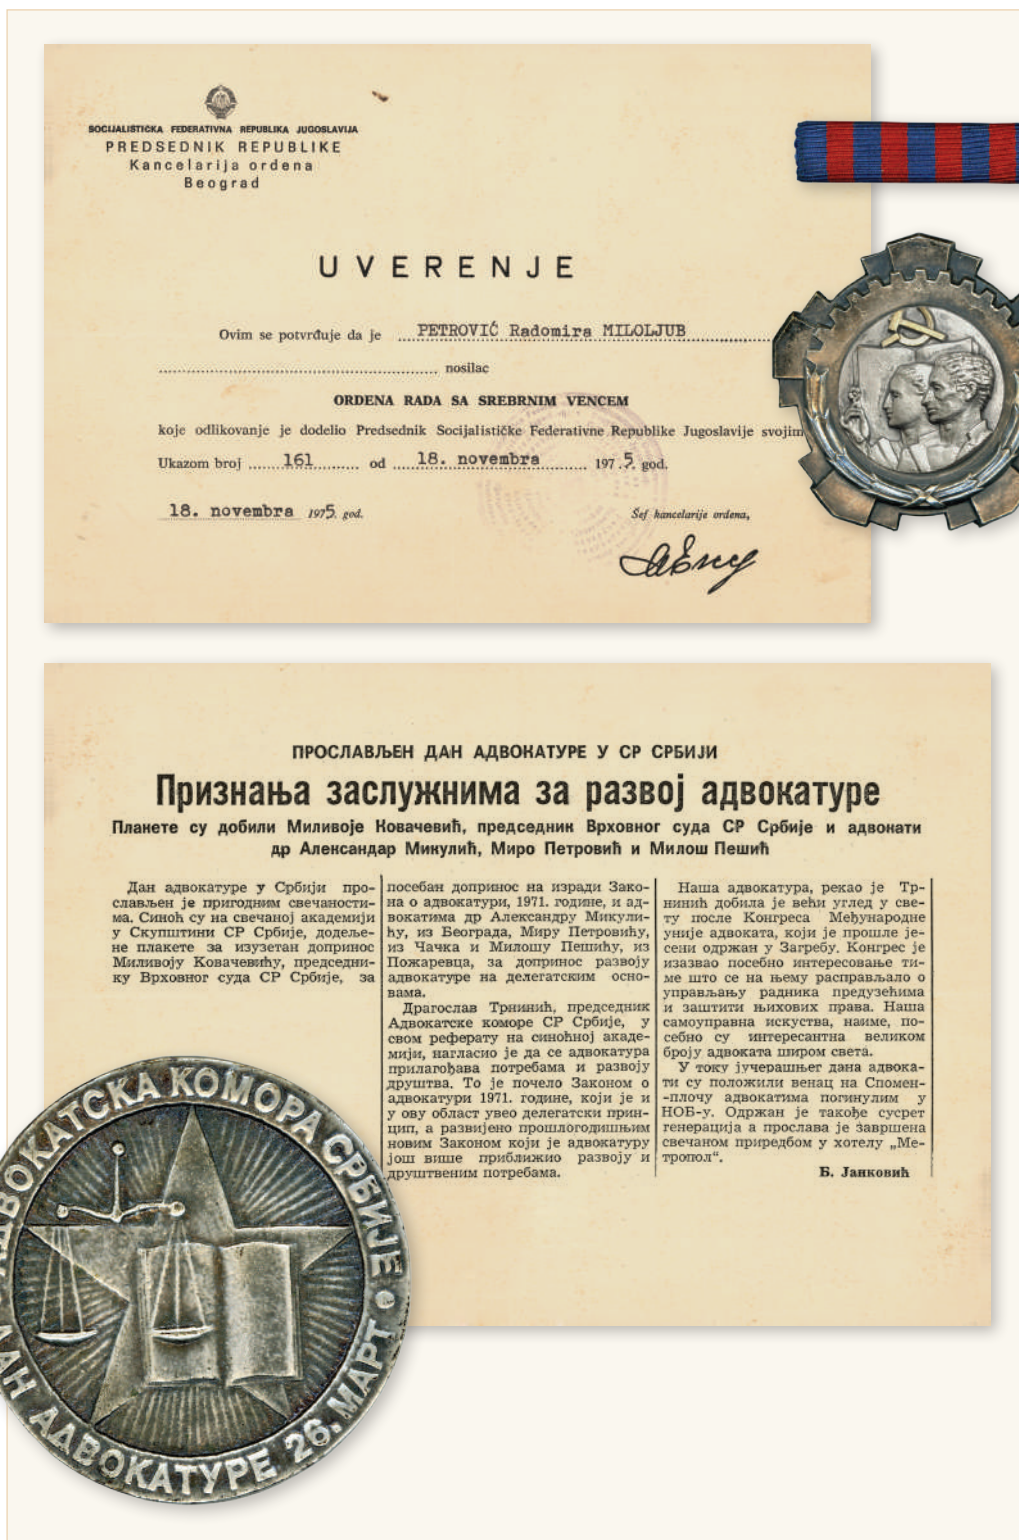 SOCIJALISTIČKA FEDERATIVNA REPUBLIKA JUGOSLAVIJA
PREDSEDNIK REPUBLIKE
Kancelarija ordena
Beograd
UVERENJE
Ovim se potvrđuje da je PETROVIĆ Radomira MILOLJUB
nosilac
ORDENA RADA SA SREBRNIM VENCEM
koje odlikovanje je dodelio Predsednik Socijalističke Federativne Republike Jugoslavije svojim
Ukazom broj 161 od 18. novembra 1975. god.
18. novembra 1975. god.
Šef kancelarije ordena,
ПРОСЛАВЉЕН ДАН АДВОКАТУРЕ У СР СРБИЈИ
Признања заслужнима за развој адвокатуре
Плакете су добили Миливоје Ковачевић, председник Врховног суда СР Србије и адвокати
др Александар Микулић, Миро Петровић и Милош Пешић
Дан адвокатуре у Србији про-
слављен је пригодним свечаности-
ма. Синоћ су на свечаној академији
у Скупштини СР Србије, додеље-
не плакете за изузетан допринос
Миливоју Ковачевићу, председни-
ку Врховног суда СР Србије, за
посебан допринос на изради Зако-
на о адвокатури, 1971. године, и ад-
вокатима др Александру Микули-
ћу, из Београда, Миру Петровићу,
из Чачка и Милошу Пешићу, из
Пожаревца, за допринос развоју
адвокатуре на делегатским осно-
вама.
Драгослав Трнинић, председник
Адвокатске коморе СР Србије, у
свом реферату на синоћној акаде-
мији, нагласио је да се адвокатура
прилагођава потребама и развоју
друштва. То је почело Законом о
адвокатури 1971. године, који је и
у ову област увео делегатски прин-
цип, а развијено прошлогодишњим
новим Законом који је адвокатуру
још више приближио развоју и
друштвеним потребама.
Наша адвокатура, рекао је Тр-
нинић добила је већи углед у све-
ту после Конгреса Међународне
уније адвоката, који је прошле је-
сени одржан у Загребу. Конгрес је
изазвао посебно интересовање ти-
ме што се на њему расправљало о
управљању радника предузећима
и заштити њихових права. Наша
самоуправна искуства, наиме, по-
себно су интересантна великом
броју адвоката широм света.
У току јучерашњег дана адвока-
ти су положили венац на Спомен-
-плочу адвокатима погинулим у
НОБ-у. Одржан је такође сусрет
генерација а прослава је завршена
свечаном приредбом у хотелу „Ме-
тропол“.
Б. Јанковић
АДВОКАТСКА КОМОРА СРБИЈЕ
ДАН АДВОКАТУРЕ 26. МАРТ